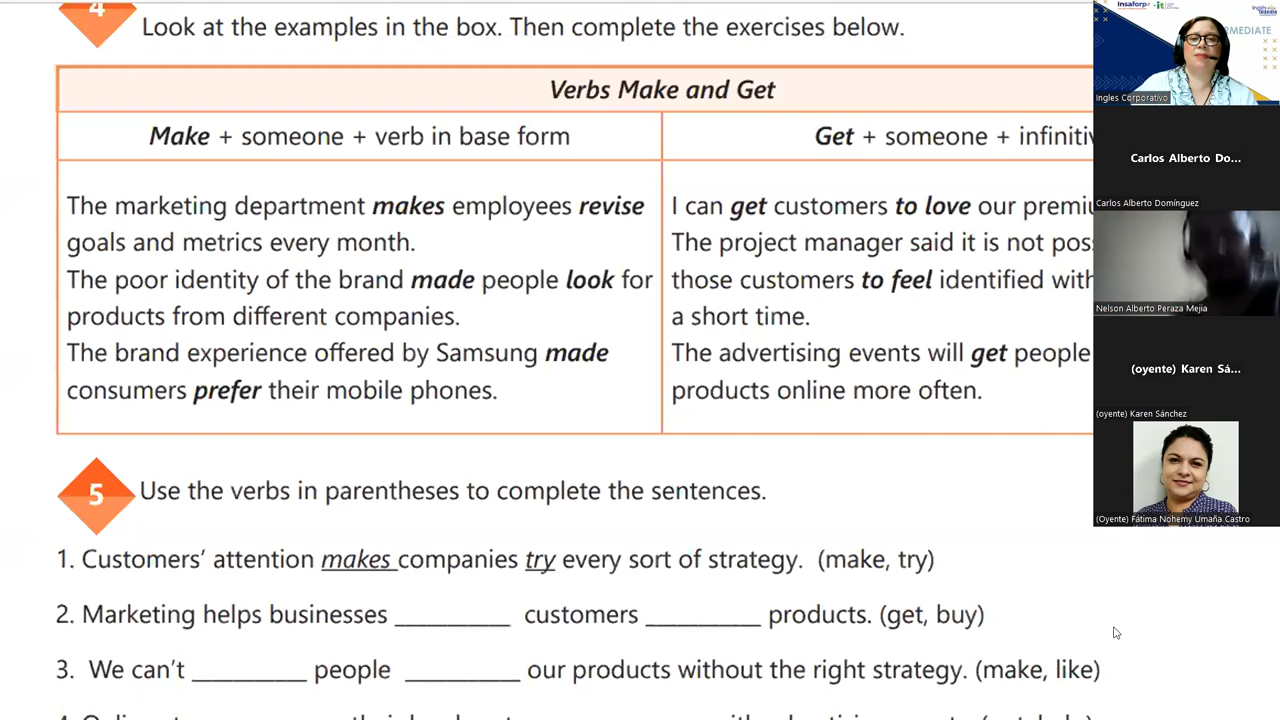 4
Look at the examples in the box. Then complete the exercises below.
Verbs Make and Get
Make + someone + verb in base form
Get + someone + infinitiv
The marketing department makes employees revise
goals and metrics every month.
The poor identity of the brand made people look for
products from different companies.
The brand experience offered by Samsung made
consumers prefer their mobile phones.
I can get customers to love our premiu
The project manager said it is not pos
those customers to feel identified with
a short time.
The advertising events will get people
products online more often.
5
Use the verbs in parentheses to complete the sentences.
1. Customers’ attention makes companies try every sort of strategy. (make, try)
2. Marketing helps businesses _________ customers _________ products. (get, buy)
3. We can’t _________ people _________ our products without the right strategy. (make, like)
Insaforp
it
Inglés
MEDIATE
Ingles Corporativo
Carlos Alberto Do...
Carlos Alberto Domínguez
Nelson Alberto Peraza Mejia
(oyente) Karen Sá...
(oyente) Karen Sánchez
(Oyente) Fátima Nohemy Umaña Castro